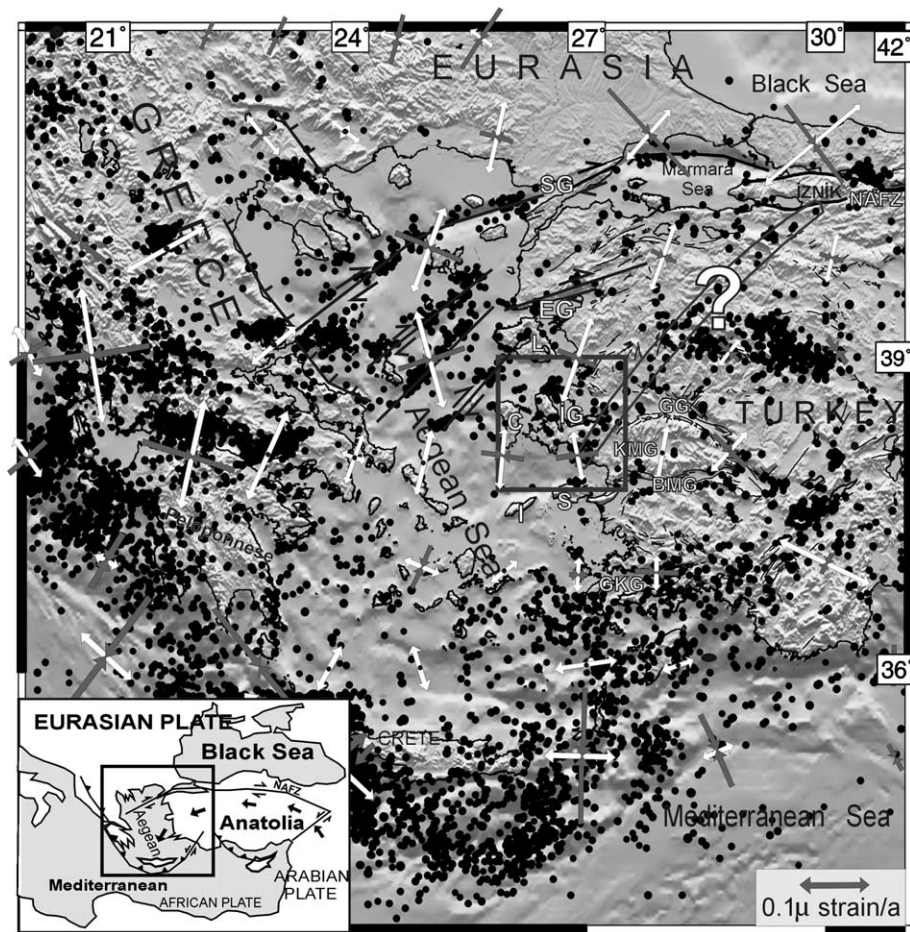 21°
24
27°
30°
42°
EURASIA
Black Sea
GREECE
SG
Marmara
Sea
İZNİK
NAFZ
?
EG
L
39°
C
IG
GG
TURKEY
KMG
BMG
Aegean Sea
I
S
Peloponnese
GKG
36°
CRETE
Mediterranean Sea
0.1µ strain/a
EURASIAN PLATE
Black Sea
NAFZ
Aegean
Anatolia
ARABIAN
PLATE
Mediterranean
AFRICAN PLATE